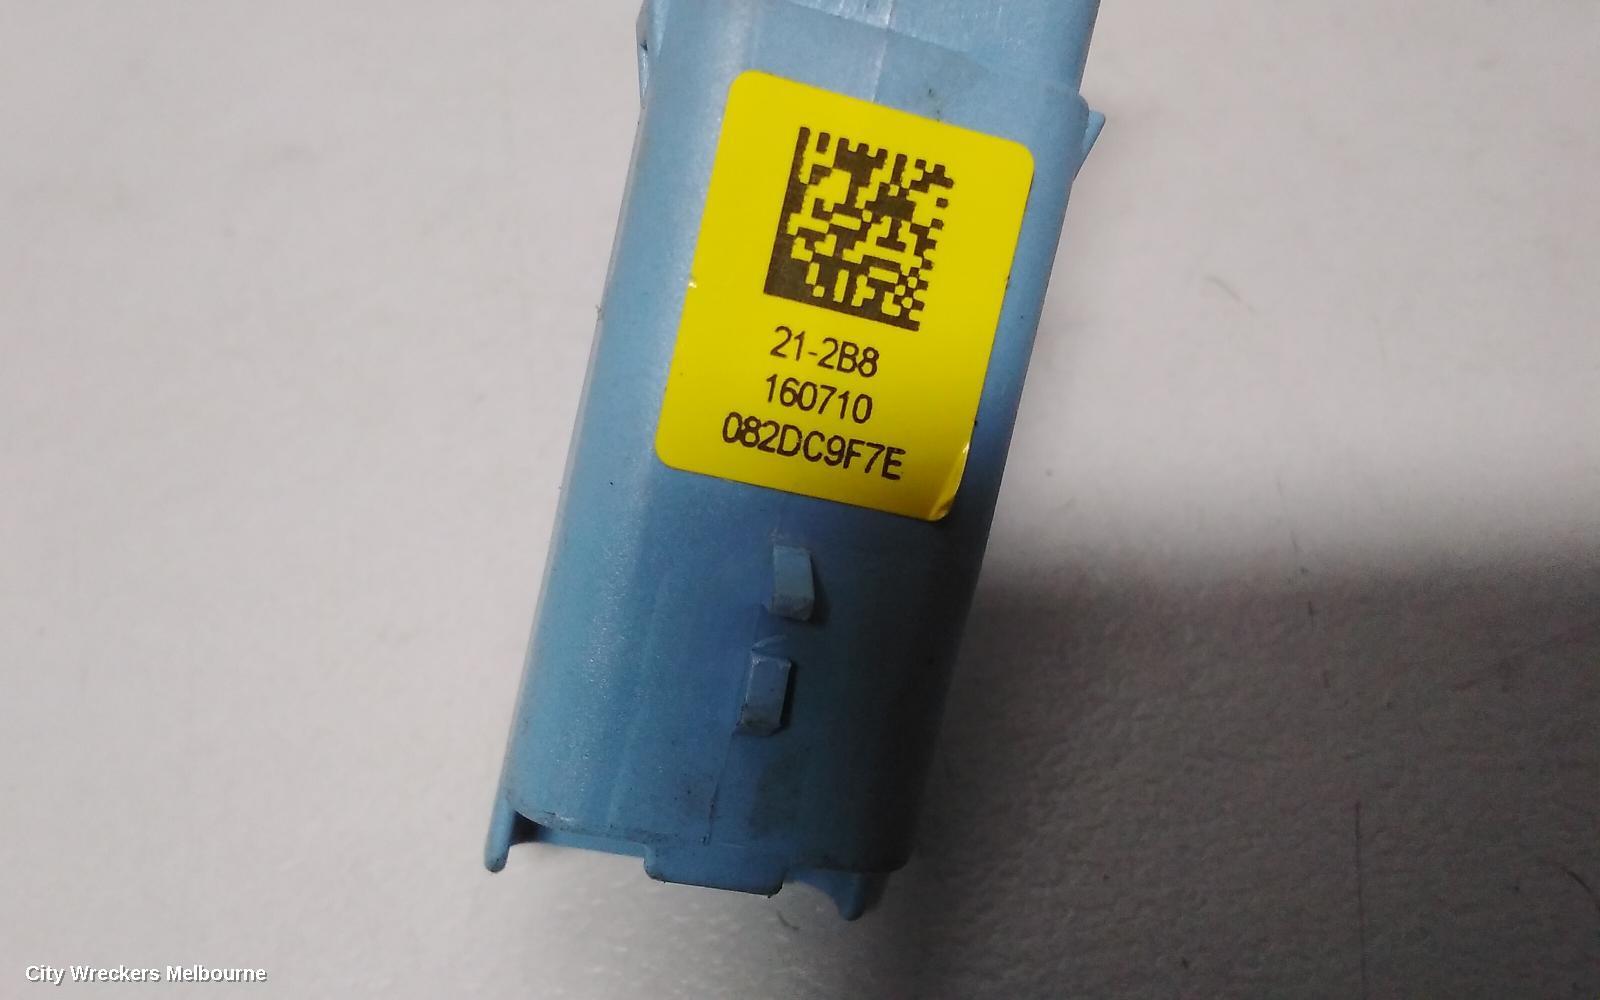 21-2B8
160710
082DC9F7E
City Wreckers Melbourne